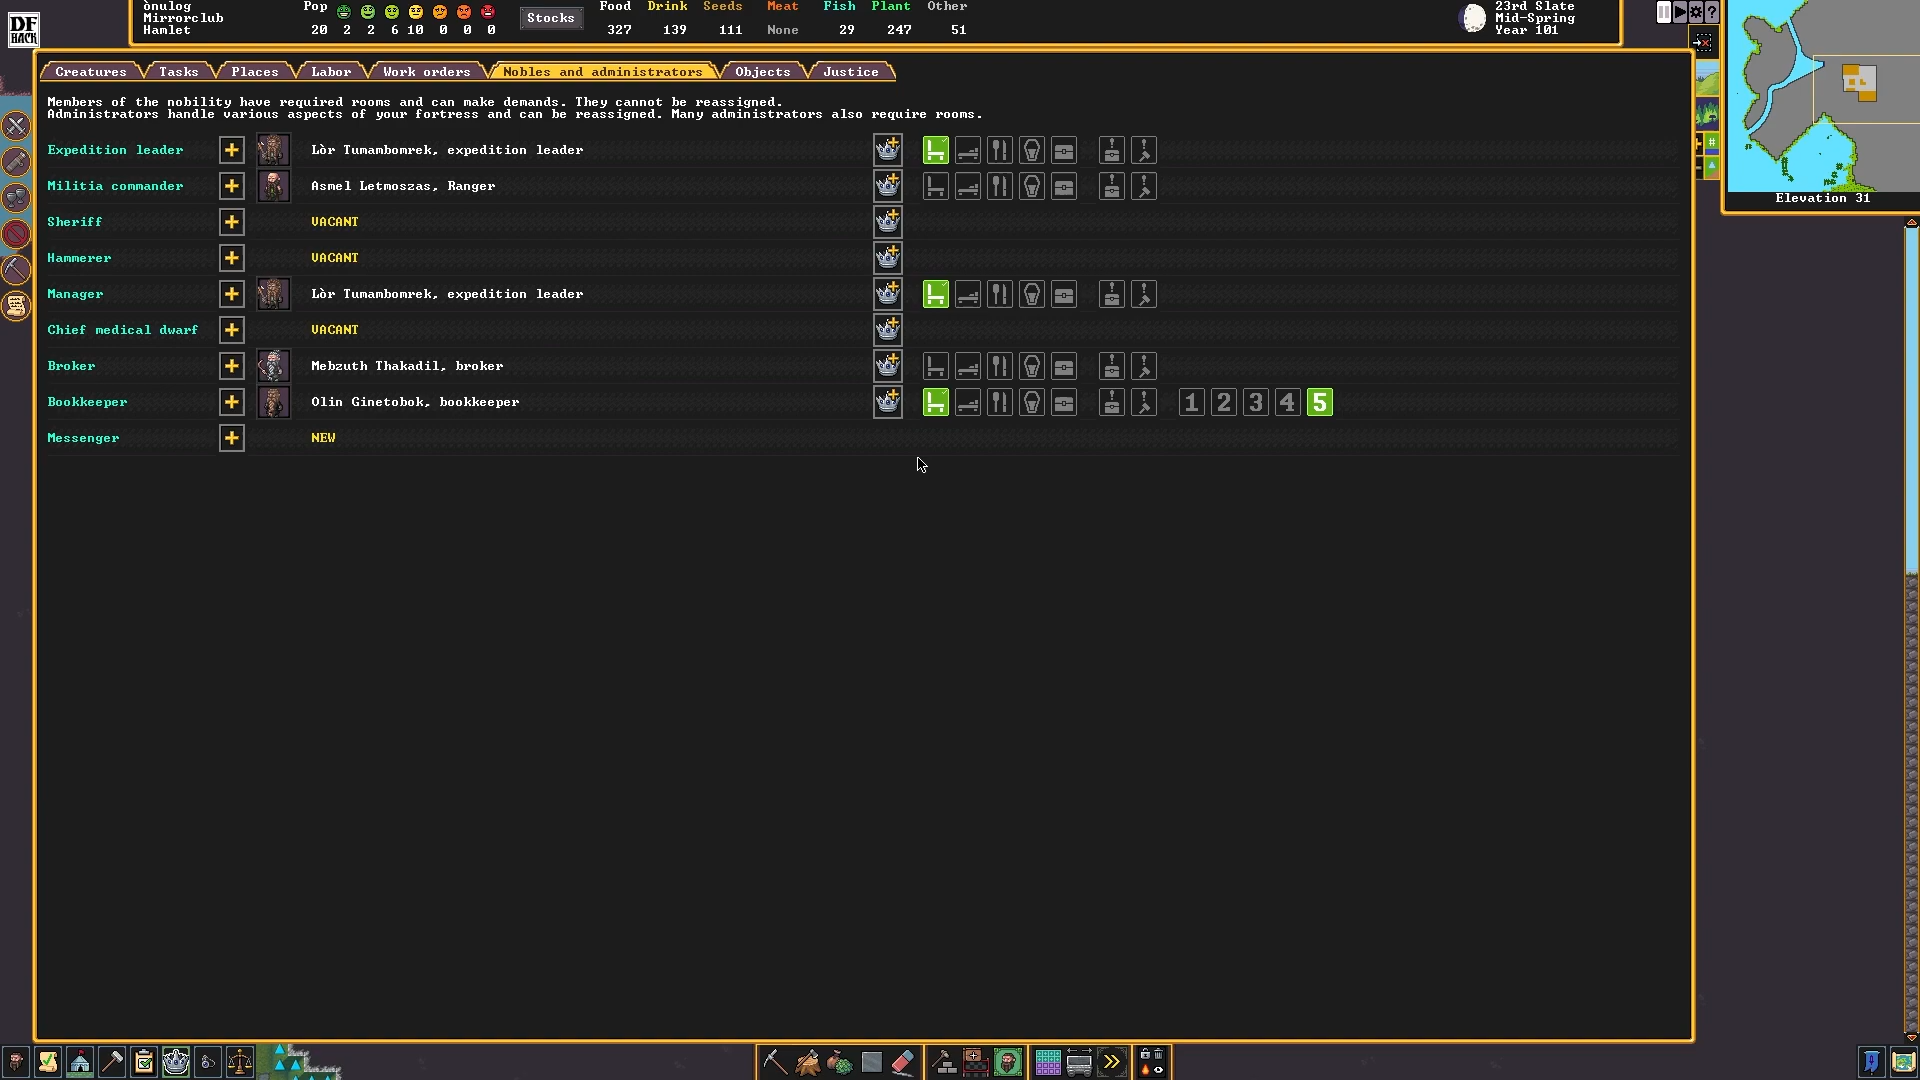 DF
HACK
ònulog
Mirrorclub
Hamlet
Pop
20 2 2 6 10 0 0 0
Stocks
Food Drink Seeds Meat Fish Plant Other
327 139 111 None 29 247 51
23rd Slate
Mid-Spring
Year 101
?
Elevation 31
Creatures Tasks Places Labor Work orders Nobles and administrators Objects Justice
Members of the nobility have required rooms and can make demands. They cannot be reassigned.
Administrators handle various aspects of your fortress and can be reassigned. Many administrators also require rooms.
Expedition leader Lòr Tumambomrek, expedition leader
Militia commander Asmel Letmoszas, Ranger
Sheriff VACANT
Hammerer VACANT
Manager Lòr Tumambomrek, expedition leader
Chief medical dwarf VACANT
Broker Mebzuth Thakadil, broker
Bookkeeper Olin Ginetobok, bookkeeper 1 2 3 4 5
Messenger NEW